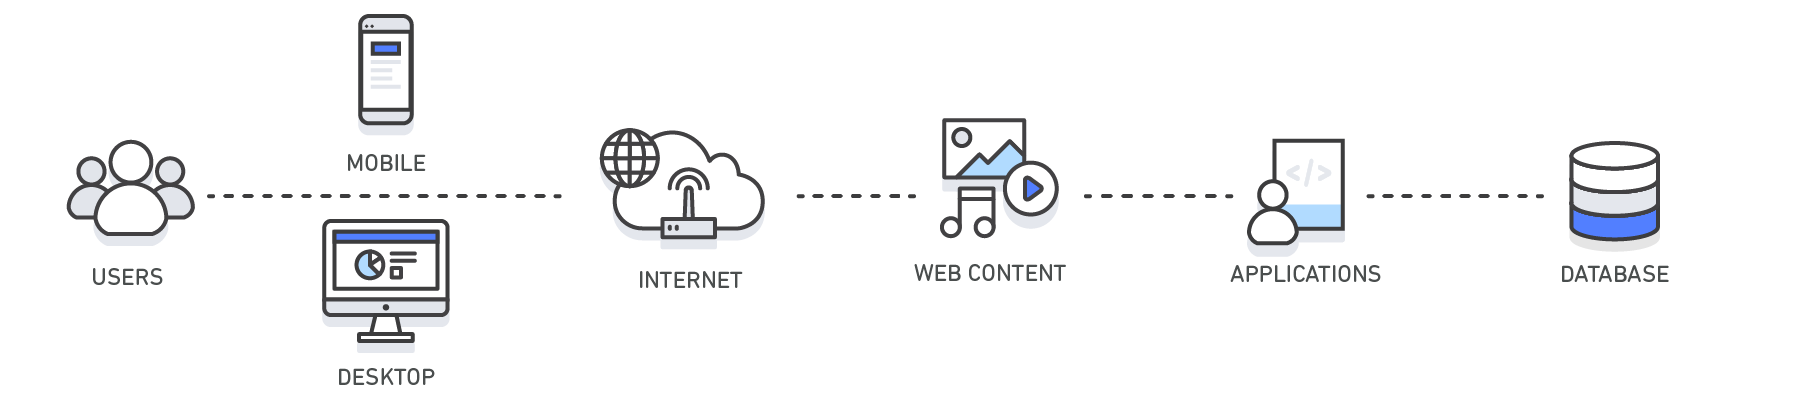 MOBILE
USERS
DESKTOP
INTERNET
WEB CONTENT
</>
APPLICATIONS
DATABASE